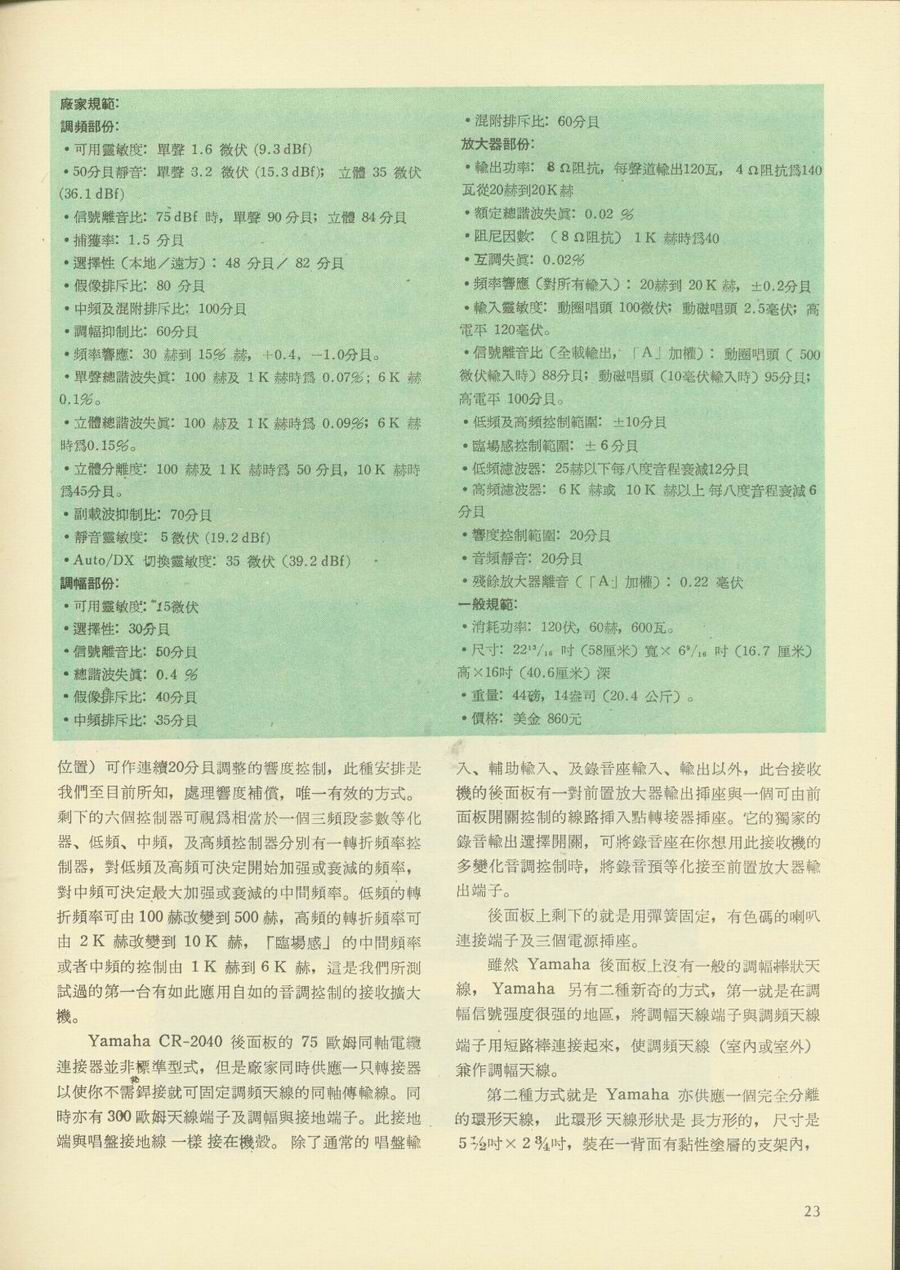 廠家規範:
調頻部份:
• 可用靈敏度: 單聲 1.6 微伏 (9.3 dBf)
• 50分貝靜音: 單聲 3.2 微伏 (15.3 dBf); 立體 35 微伏
(36.1 dBf)
• 信號離音比: 75 dBf 時, 單聲 90 分貝; 立體 84 分貝
• 捕獲率: 1.5 分貝
• 選擇性 (本地／遠方) : 48 分貝／ 82 分貝
• 假像排斥比: 80 分貝
• 中頻及混附排斥比: 100分貝
• 調幅抑制比: 60分貝
• 頻率響應: 30 赫到 15% 赫, +0.4, −1.0分貝。
• 單聲總諧波失眞: 100 赫及 1 K 赫時爲 0.07% ; 6 K 赫
0.1%。
• 立體總諧波失眞: 100 赫及 1 K 赫時爲 0.09%; 6 K 赫
時爲0.15%。
• 立體分離度: 100 赫及 1 K 赫時爲 50 分貝, 10 K 赫時
爲45分貝。
• 副載波抑制比: 70分貝
• 靜音靈敏度: 5 微伏 (19.2 dBf)
• Auto/DX 切換靈敏度: 35 微伏 (39.2 dBf)
調幅部份:
• 可用靈敏度: 15微伏
• 選擇性: 30分貝
• 信號離音比: 50分貝
• 總諧波失眞: 0.4 %
• 假像排斥比: 40分貝
• 中頻排斥比: 35分貝
• 混附排斥比: 60分貝
放大器部份:
• 輸出功率: 8 Ω阻抗, 每聲道輸出120瓦, 4 Ω阻抗爲140
瓦從20赫到20K 赫
• 額定總諧波失眞: 0.02 %
• 阻尼因數: ( 8 Ω阻抗) 1 K 赫時爲40
• 互調失眞: 0.02%
• 頻率響應 (對所有輸入) : 20赫到 20 K 赫, ±0.2分貝
• 輸入靈敏度: 動圈唱頭 100微伏; 動磁唱頭 2.5毫伏; 高
電平 120毫伏。
• 信號離音比 (全載輸出, 「A」加權) : 動圈唱頭 ( 500
微伏輸入時) 88分貝; 動磁唱頭 (10毫伏輸入時) 95分貝;
高電平 100分貝。
• 低頻及高頻控制範圍: ±10分貝
• 臨場感控制範圍: ± 6 分貝
• 低頻濾波器: 25赫以下每八度音程衰減12分貝
• 高頻濾波器: 6 K 赫或 10 K 赫以上 每八度音程衰減 6
分貝
• 響度控制範圍: 20分貝
• 音頻靜音: 20分貝
• 殘餘放大器離音 (「A」加權) : 0.22 毫伏
一般規範:
• 消耗功率: 120伏, 60赫, 600瓦。
• 尺寸: 22¹³/₁₆ 吋 (58厘米) 寬× 6⁹/₁₆ 吋 (16.7 厘米)
高×16吋 (40.6厘米) 深
• 重量: 44磅, 14盎司 (20.4 公斤) 。
• 價格: 美金 860元
位置) 可作連續20分貝調整的響度控制, 此種安排是
我們至目前所知, 處理響度補償, 唯一有效的方式。
剩下的六個控制器可視爲相當於一個三頻段參數等化
器、低頻、中頻, 及高頻控制器分別有一轉折頻率控
制器, 對低頻及高頻可決定開始加强或衰減的頻率,
對中頻可決定最大加强或衰減的中間頻率。低頻的轉
折頻率可由 100 赫改變到 500 赫, 高頻的轉折頻率可
由 2 K 赫改變到 10 K 赫, 「臨場感」的中間頻率
或者中頻的控制由 1 K 赫到 6 K 赫, 這是我們所測
試過的第一台有如此應用自如的音調控制的接收擴大
機。
Yamaha CR-2040 後面板的 75 歐姆同軸電纜
連接器並非標準型式, 但是廠家同時供應一只轉接器
以使你不需銲接就可固定調頻天線的同軸傳輸線。同
時亦有 300 歐姆天線端子及調幅與接地端子。此接地
端與唱盤接地線 一樣 接在機殼。 除了通常的 唱盤輸
入、輔助輸入、及錄音座輸入、輸出以外, 此台接收
機的後面板有一對前置放大器輸出揷座與一個可由前
面板開關控制的線路揷入點轉接器揷座。它的獨家的
錄音輸出選擇開關, 可將錄音座在你想用此接收機的
多變化音調控制時, 將錄音預等化接至前置放大器輸
出端子。
後面板上剩下的就是用彈簧固定, 有色碼的喇叭
連接端子及三個電源揷座。
雖然 Yamaha 後面板上沒有一般的調幅棒狀天
線, Yamaha 另有二種新奇的方式, 第一就是在調
幅信號强度很强的地區, 將調幅天線端子與調頻天線
端子用短路棒連接起來, 使調頻天線 (室內或室外)
兼作調幅天線。
第二種方式就是 Yamaha 亦供應一個完全分離
的環形天線, 此環形 天線形狀是 長方形的, 尺寸是
5 ½吋× 2 ¾吋, 裝在一背面有黏性塗層的支架內,
23